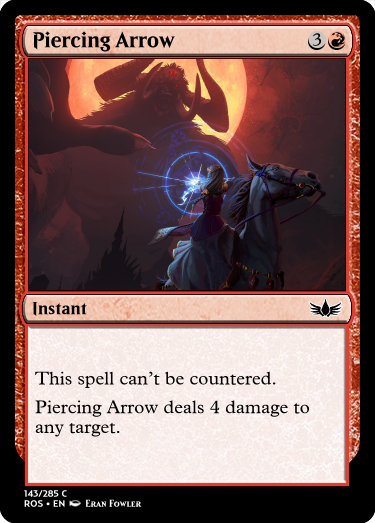 Piercing Arrow 3
Instant
This spell can't be countered.
Piercing Arrow deals 4 damage to
any target.
143/285 C
ROS • EN Eran Fowler